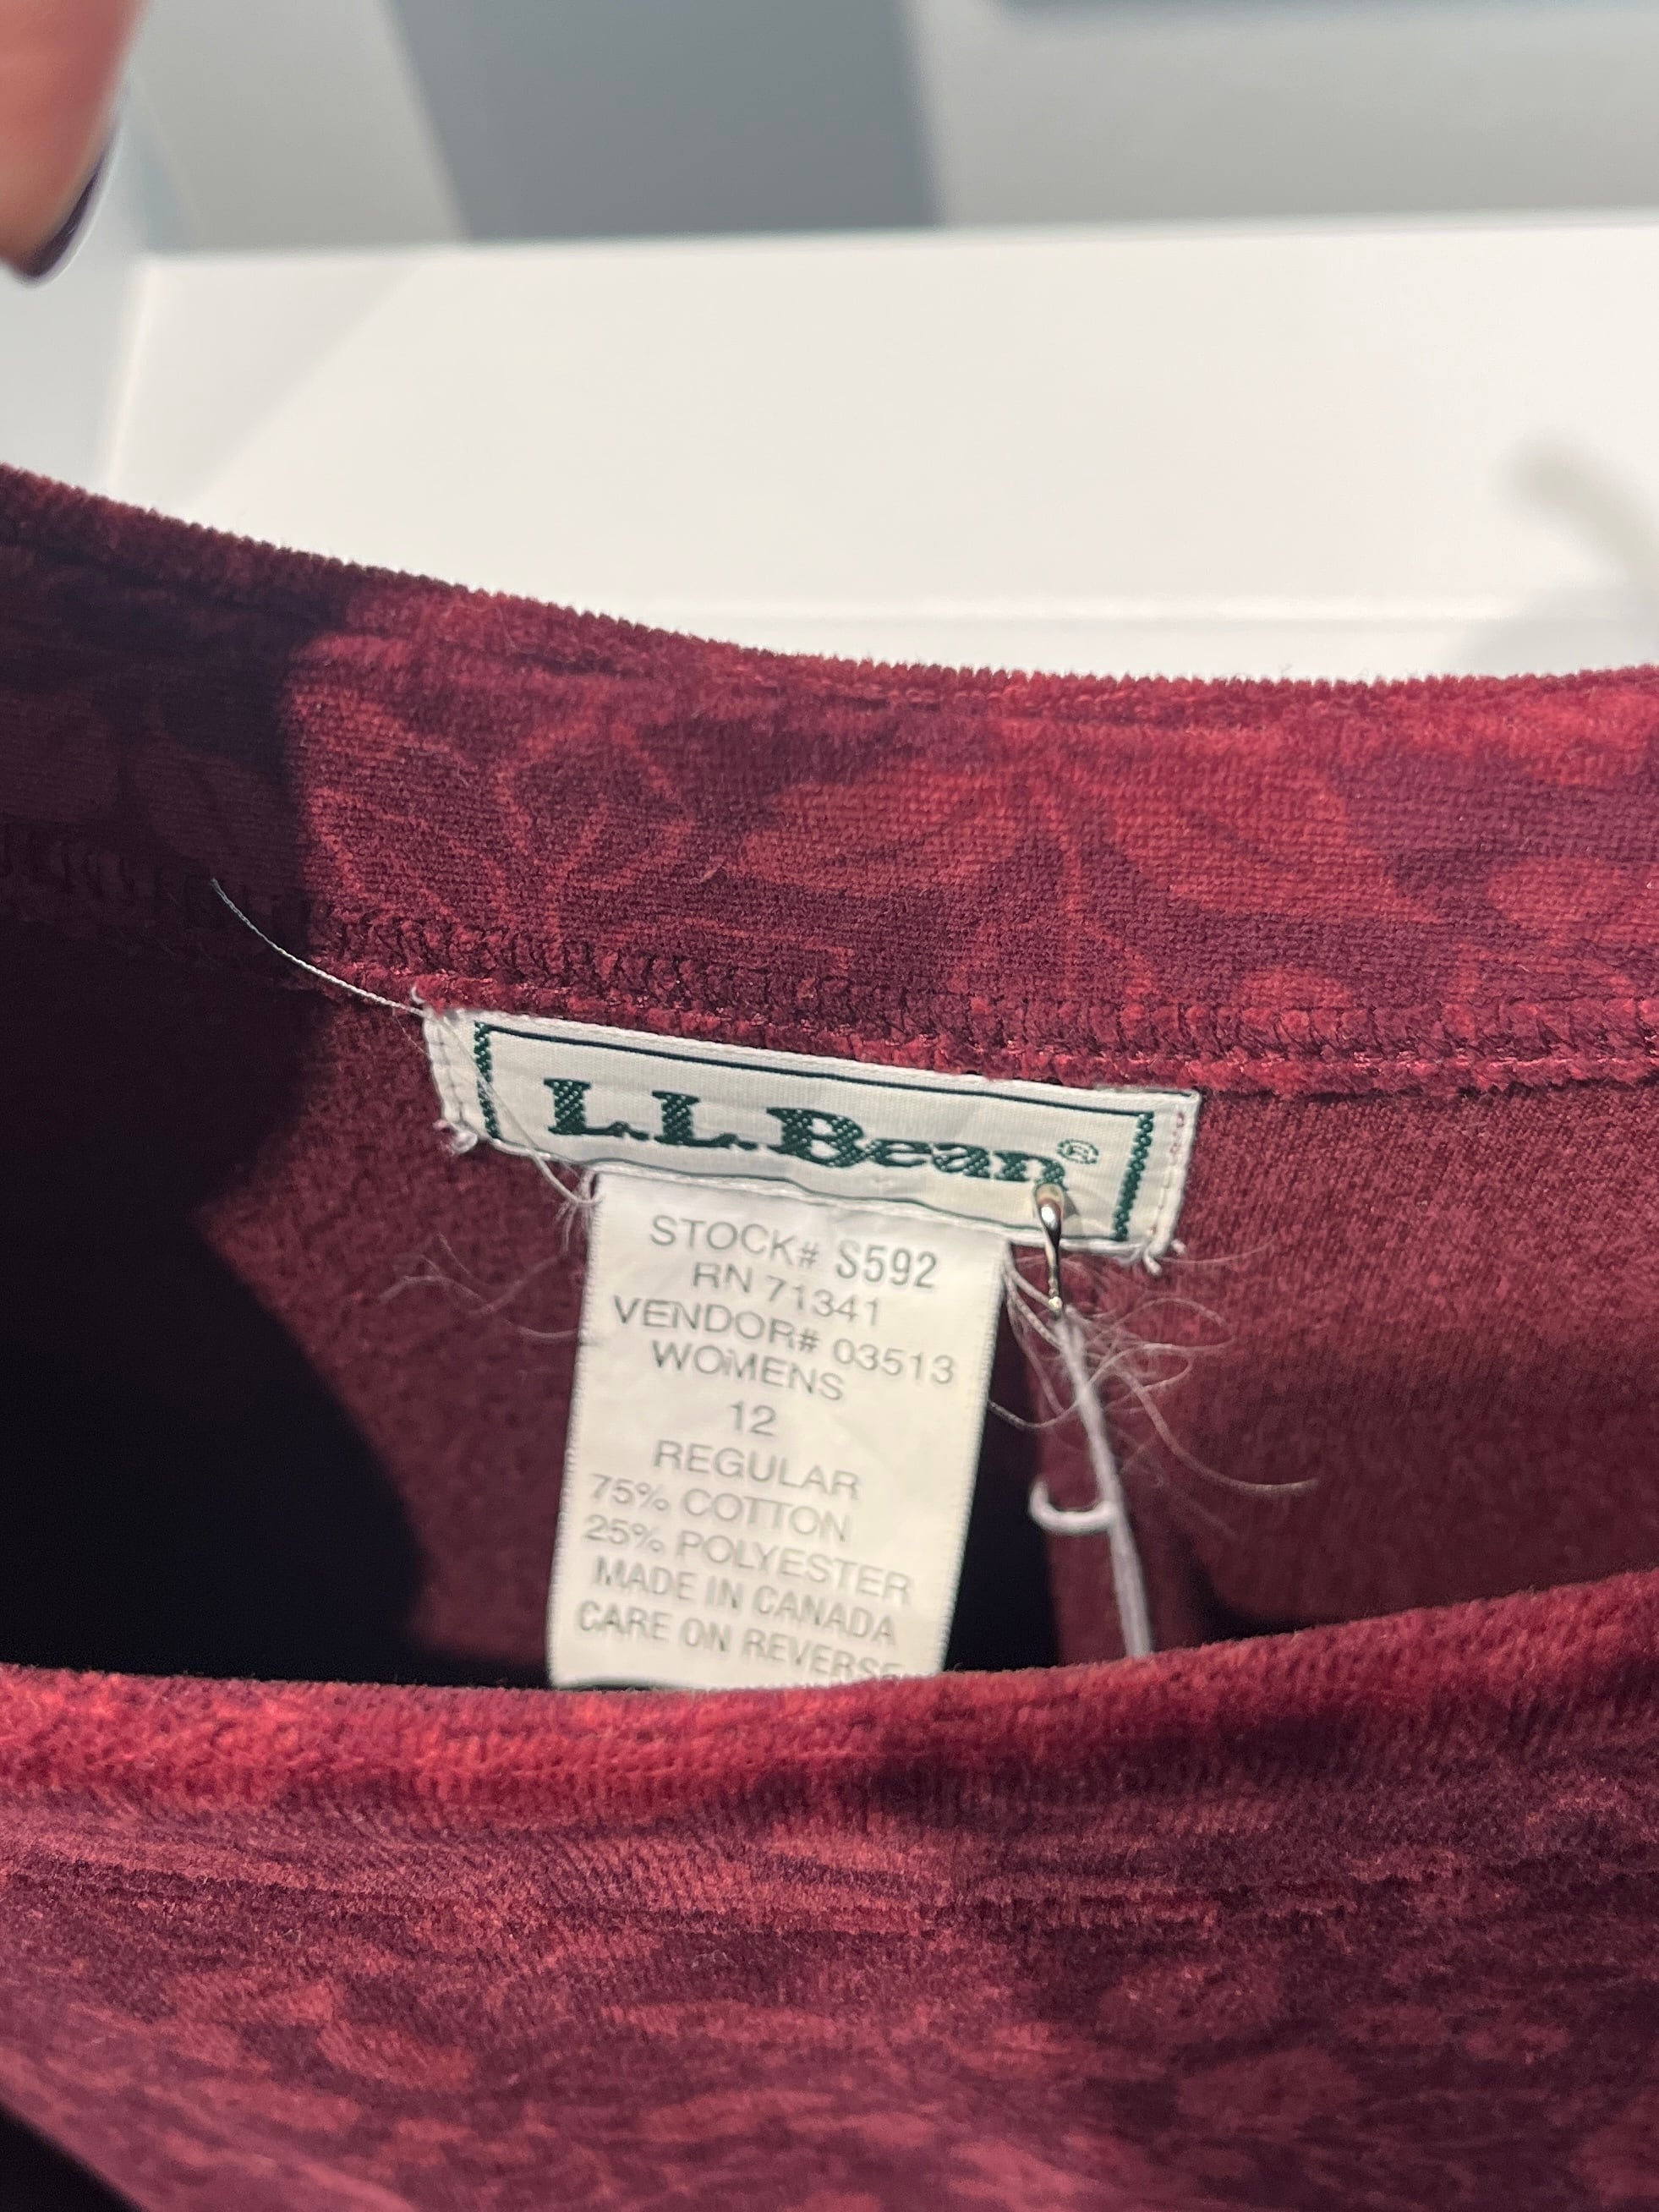 L.L.Bean®
STOCK# S592
RN 71341
VENDOR# 03513
WOMENS
12
REGULAR
75% COTTON
25% POLYESTER
MADE IN CANADA
CARE ON REVERSE